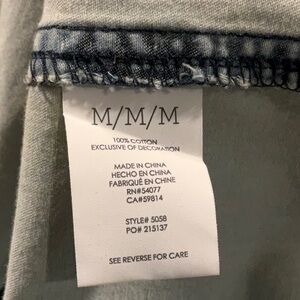 M/M/M
100% COTTON
EXCLUSIVE OF DECORATION
MADE IN CHINA
HECHO EN CHINA
FABRIQUÉ EN CHINE
RN#54077
CA#59814
STYLE# 5058
PO# 215137
SEE REVERSE FOR CARE